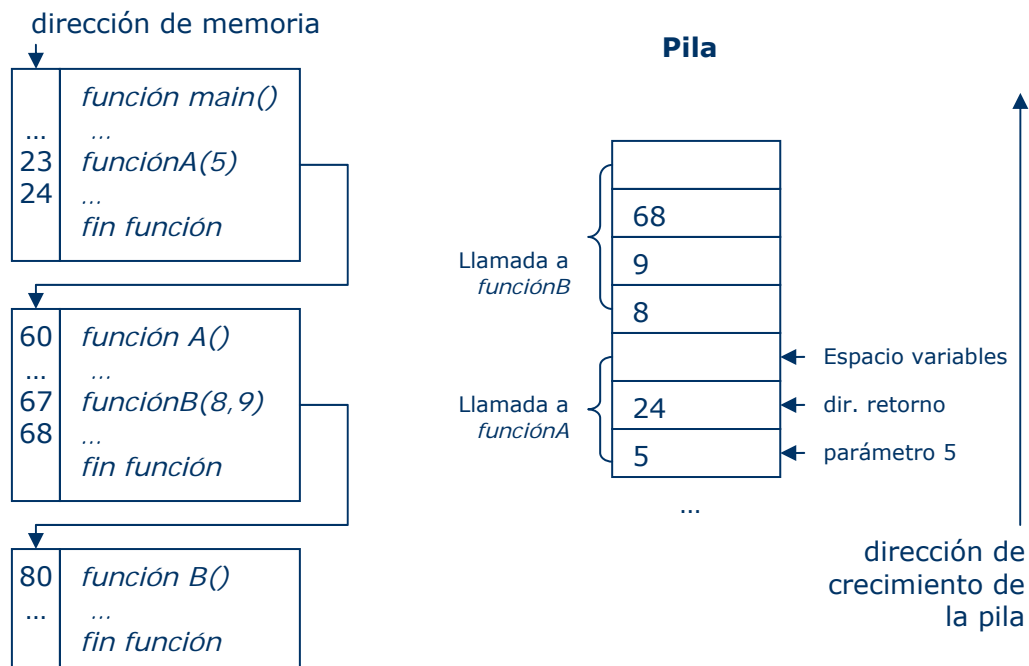 dirección de memoria
función main()
... ...
23 funciónA(5)
24 ...
fin función
60 función A()
... ...
67 funciónB(8,9)
68 ...
fin función
80 función B()
... ...
fin función
Pila
68
9
8
24
5
...
Llamada a
funciónB
Llamada a
funciónA
Espacio variables
dir. retorno
parámetro 5
dirección de
crecimiento de
la pila